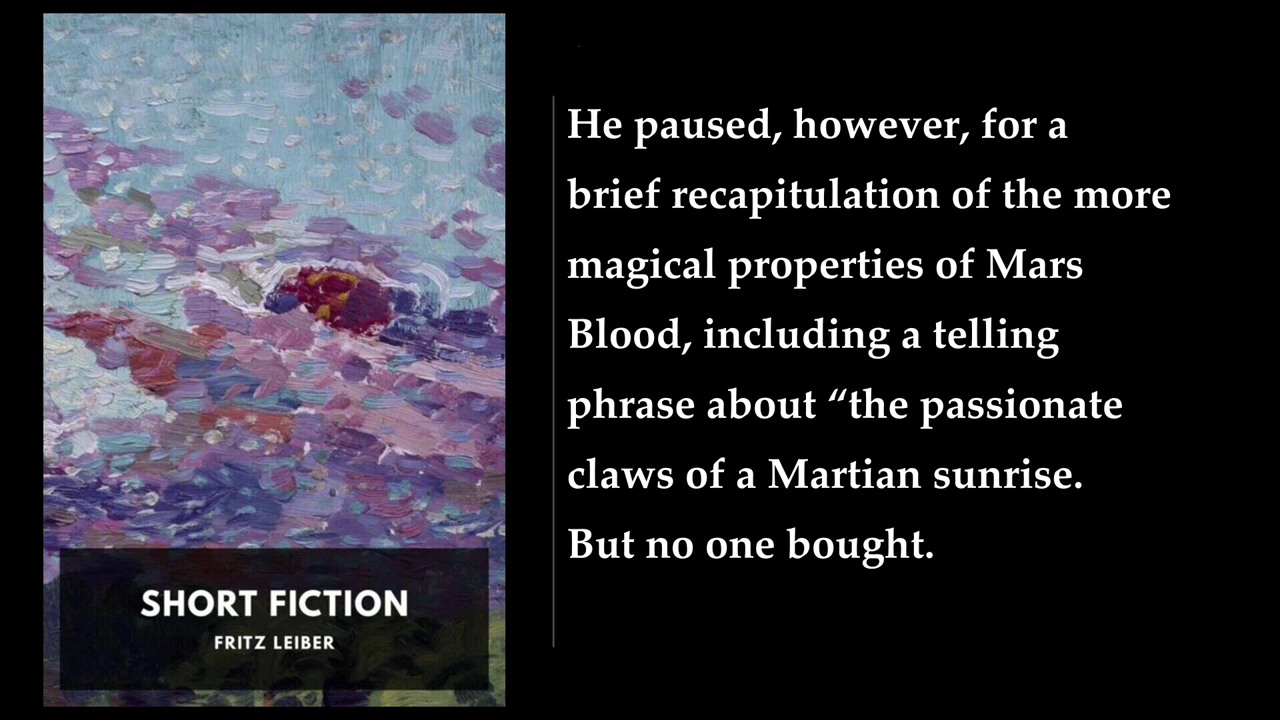 He paused, however, for a
brief recapitulation of the more
magical properties of Mars
Blood, including a telling
phrase about “the passionate
claws of a Martian sunrise.
But no one bought.
SHORT FICTION
FRITZ LEIBER